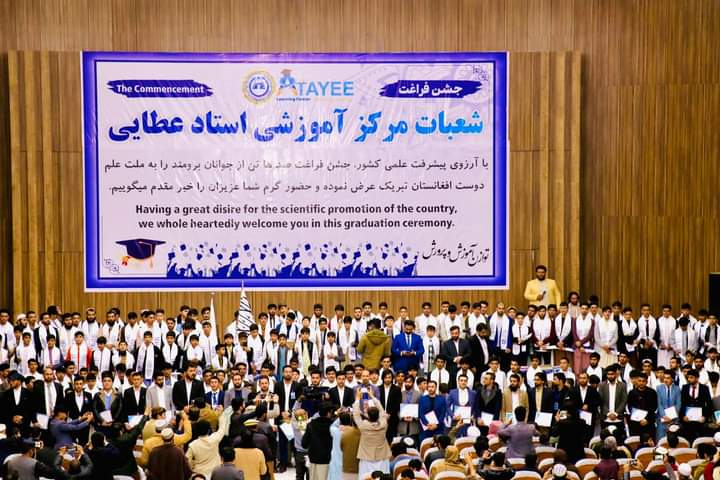 The Commencement
ATAYEE
Learning Center
جشن فراغت
شعبات مرکز آموزشی استاد عطایی
با آرزوی پیشرفت علمی کشور، جشن فراغت صدها تن از جوانان برومند را به ملت علم
دوست افغانستان تبریک عرض نموده و حضور گرم شما عزیزان را خیر مقدم میگوییم.
Having a great disire for the scientific promotion of the country,
we whole heartedly welcome you in this graduation ceremony.
توازن آموزش و پرورش